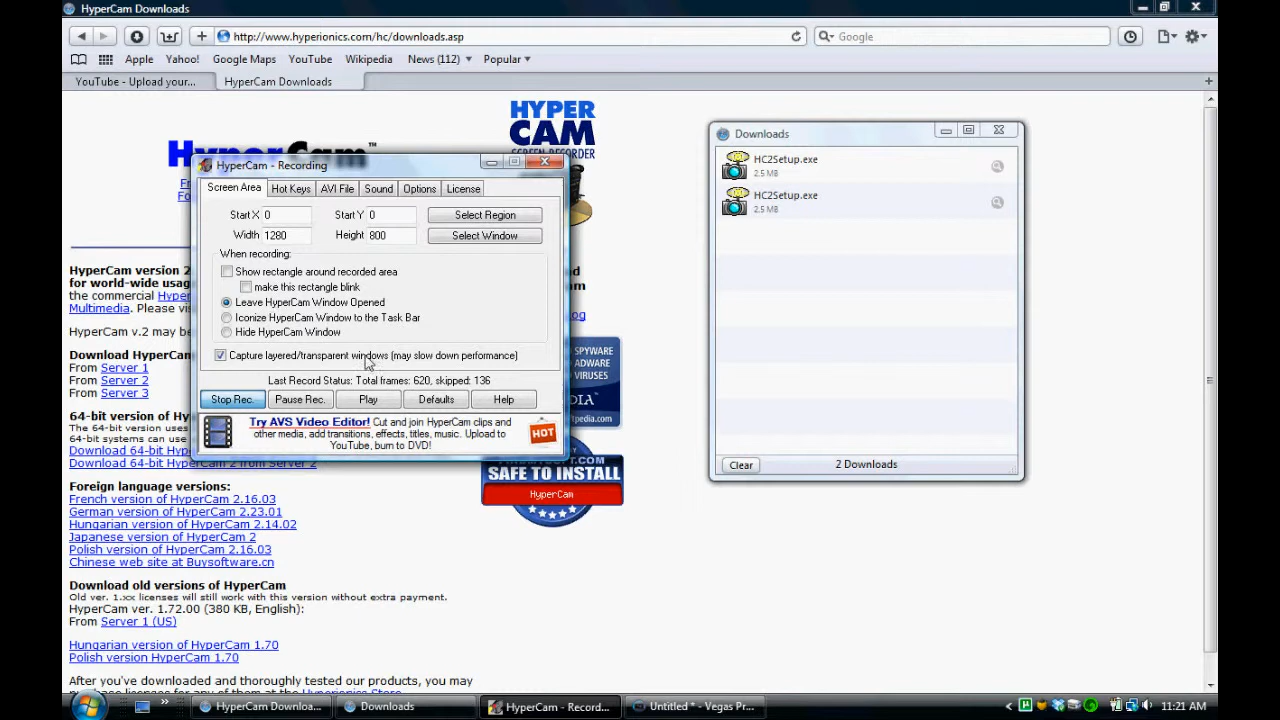 HyperCam Downloads
http://www.hyperionics.com/hc/downloads.asp
Google
Apple Yahoo! Google Maps YouTube Wikipedia News (112) Popular
YouTube - Upload your...
HyperCam Downloads
HYPER
CAM
HyperCam™
HyperCam - Recording
Screen Area Hot Keys AVI File Sound Options License
Start X 0 Start Y 0 Select Region
Width 1280 Height 800 Select Window
When recording:
Show rectangle around recorded area
make this rectangle blink
Leave HyperCam Window Opened
Iconize HyperCam Window to the Task Bar
Hide HyperCam Window
Capture layered/transparent windows (may slow down performance)
Last Record Status: Total frames: 620, skipped: 136
Stop Rec. Pause Rec. Play Defaults Help
Try AVS Video Editor! Cut and join HyperCam clips and
other media, add transitions, effects, titles, music. Upload to
YouTube, burn to DVD!
HOT
Downloads
HC2Setup.exe
2.5 MB
HC2Setup.exe
2.5 MB
Clear
2 Downloads
HyperCam version 2
for world-wide usag
the commercial Hyper
Multimedia. Please vi
HyperCam v.2 may be
Download HyperCam
From Server 1
From Server 2
From Server 3
64-bit version of H
The 64-bit version uses
64-bit systems can use
Download 64-bit Hyp
Download 64-bit HyperCam 2 from Server 2
SPYWARE
ADWARE
SAFE TO INSTALL
HyperCam
Foreign language versions:
French version of HyperCam 2.16.03
German version of HyperCam 2.23.01
Hungarian version of HyperCam 2.14.02
Japanese version of HyperCam 2
Polish version of HyperCam 2.16.03
Chinese web site at Buysoftware.cn
Download old versions of HyperCam
Old ver. 1.xx licenses will still work with this version without extra payment.
HyperCam ver. 1.72.00 (380 KB, English):
From Server 1 (US)
Hungarian version of HyperCam 1.70
Polish version HyperCam 1.70
After you've downloaded and thoroughly tested our products, you may
purchase licenses for any of them at the Hyperionics Store.
HyperCam Downloa...
Downloads
HyperCam - Record...
Untitled * - Vegas Pr...
11:21 AM